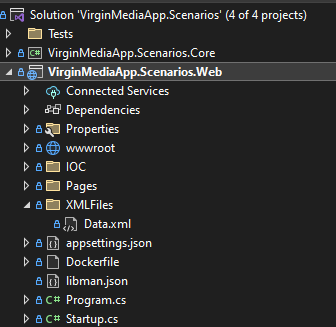 Solution 'VirginMediaApp.Scenarios' (4 of 4 projects)
Tests
C# VirginMediaApp.Scenarios.Core
VirginMediaApp.Scenarios.Web
Connected Services
Dependencies
Properties
wwwroot
IOC
Pages
XMLFiles
Data.xml
appsettings.json
Dockerfile
libman.json
C# Program.cs
C# Startup.cs